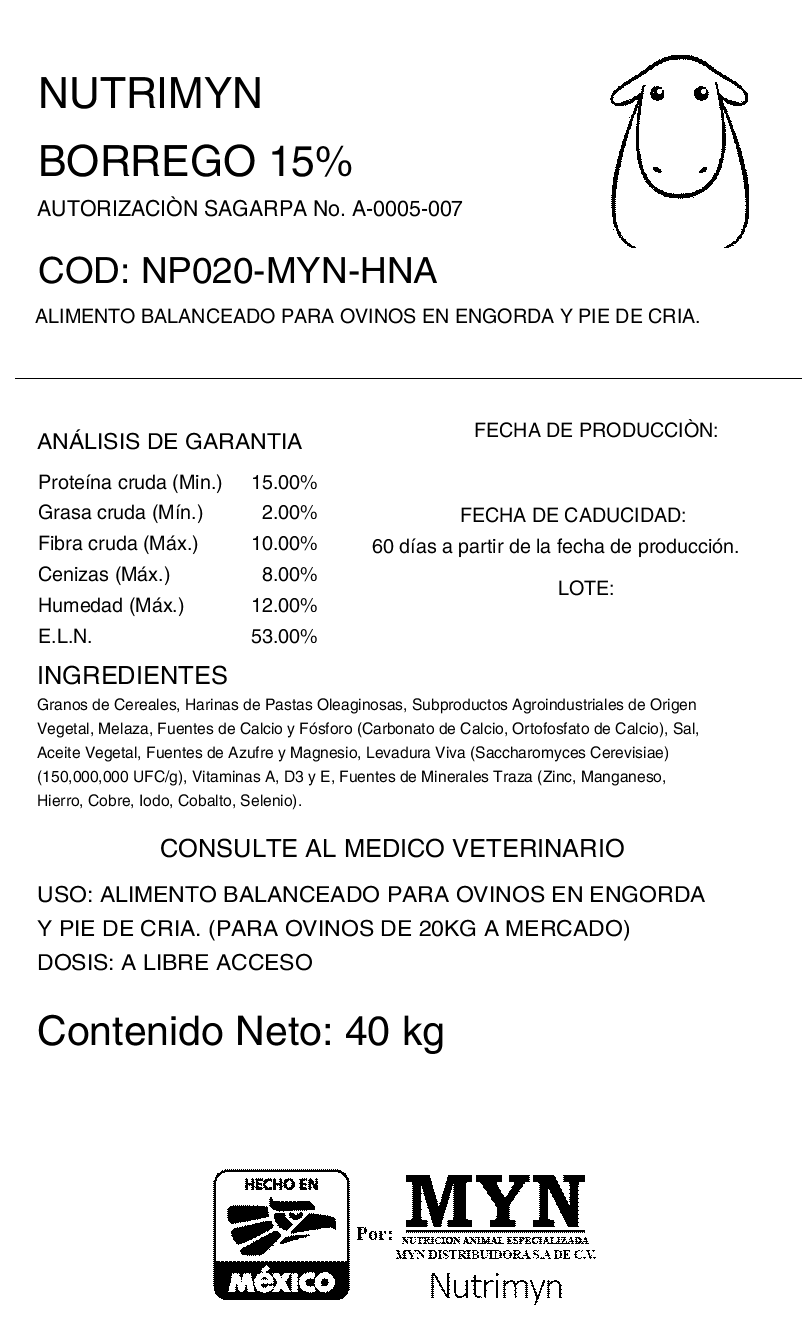 NUTRIMYN
BORREGO 15%
AUTORIZACIÒN SAGARPA No. A-0005-007
COD: NP020-MYN-HNA
ALIMENTO BALANCEADO PARA OVINOS EN ENGORDA Y PIE DE CRIA.
ANÁLISIS DE GARANTIA
Proteína cruda (Min.) 15.00%
Grasa cruda (Mín.) 2.00%
Fibra cruda (Máx.) 10.00%
Cenizas (Máx.) 8.00%
Humedad (Máx.) 12.00%
E.L.N. 53.00%
FECHA DE PRODUCCIÒN:
FECHA DE CADUCIDAD:
60 días a partir de la fecha de producción.
LOTE:
INGREDIENTES
Granos de Cereales, Harinas de Pastas Oleaginosas, Subproductos Agroindustriales de Origen
Vegetal, Melaza, Fuentes de Calcio y Fósforo (Carbonato de Calcio, Ortofosfato de Calcio), Sal,
Aceite Vegetal, Fuentes de Azufre y Magnesio, Levadura Viva (Saccharomyces Cerevisiae)
(150,000,000 UFC/g), Vitaminas A, D3 y E, Fuentes de Minerales Traza (Zinc, Manganeso,
Hierro, Cobre, Iodo, Cobalto, Selenio).
CONSULTE AL MEDICO VETERINARIO
USO: ALIMENTO BALANCEADO PARA OVINOS EN ENGORDA
Y PIE DE CRIA. (PARA OVINOS DE 20KG A MERCADO)
DOSIS: A LIBRE ACCESO
Contenido Neto: 40 kg
HECHO EN
MéXICO
Por:
MYN
NUTRICION ANIMAL ESPECIALIZADA
MYN DISTRIBUIDORA S.A DE C.V.
Nutrimyn